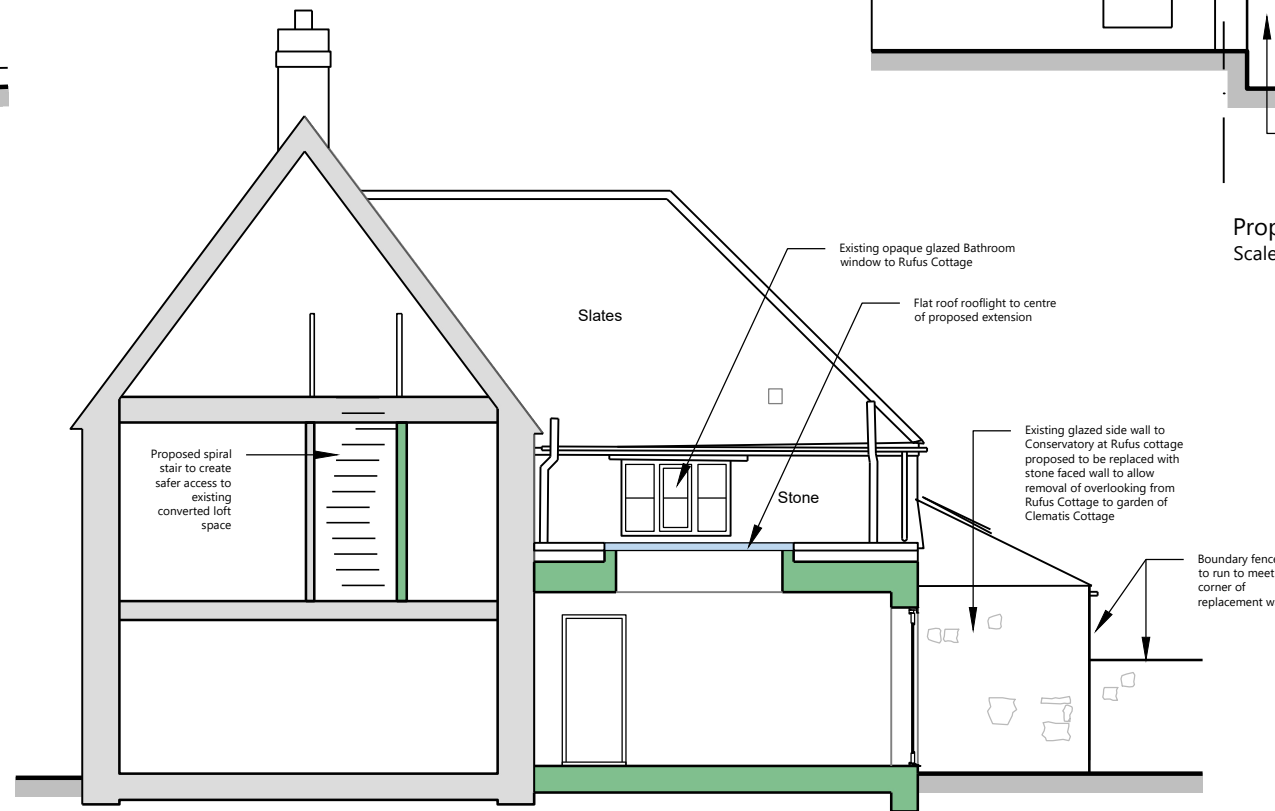 Prop
Scale
Existing opaque glazed Bathroom
window to Rufus Cottage
Flat roof rooflight to centre
of proposed extension
Slates
Existing glazed side wall to
Conservatory at Rufus cottage
proposed to be replaced with
stone faced wall to allow
removal of overlooking from
Rufus Cottage to garden of
Clematis Cottage
Proposed spiral
stair to create
safer access to
existing
converted loft
space
Stone
Boundary fence
to run to meet
corner of
replacement w